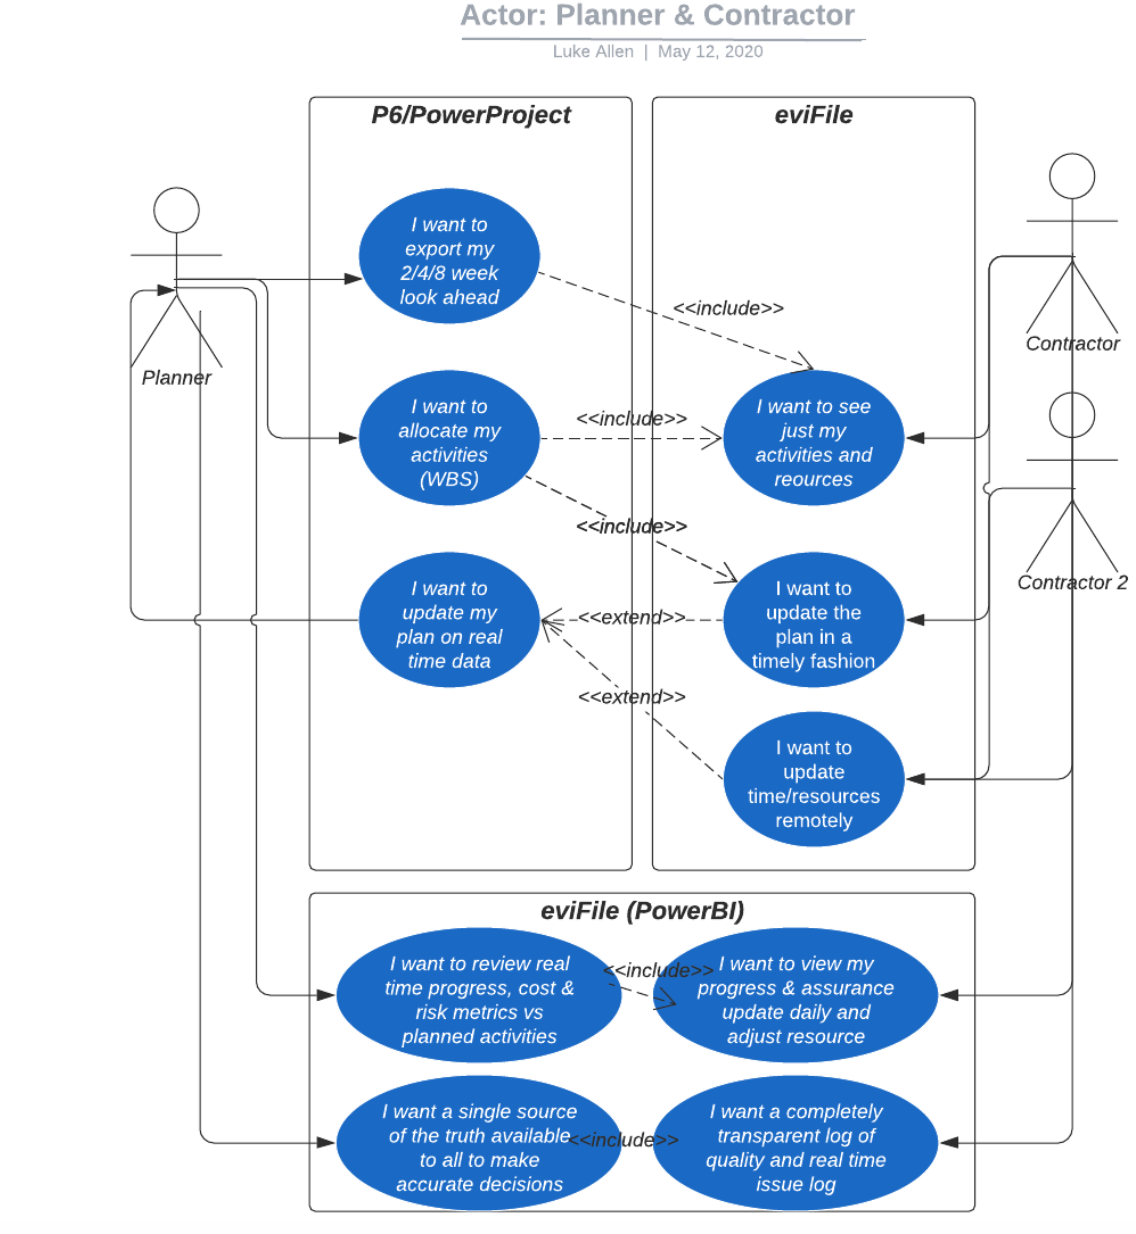 Actor: Planner & Contractor
Luke Allen | May 12, 2020
P6/PowerProject
eviFile
I want to
export my
2/4/8 week
look ahead
<<include>>
Planner
Contractor
I want to
allocate my
activities
(WBS)
<<include>>
I want to see
just my
activities and
reources
<<include>>
Contractor 2
I want to
update my
plan on real
time data
<<extend>>
I want to
update the
plan in a
timely fashion
<<extend>>
I want to
update
time/resources
remotely
eviFile (PowerBI)
I want to review real
time progress, cost &
risk metrics vs
planned activities
<<include>>
I want to view my
progress & assurance
update daily and
adjust resource
I want a single source
of the truth available
to all to make
accurate decisions
<<include>>
I want a completely
transparent log of
quality and real time
issue log